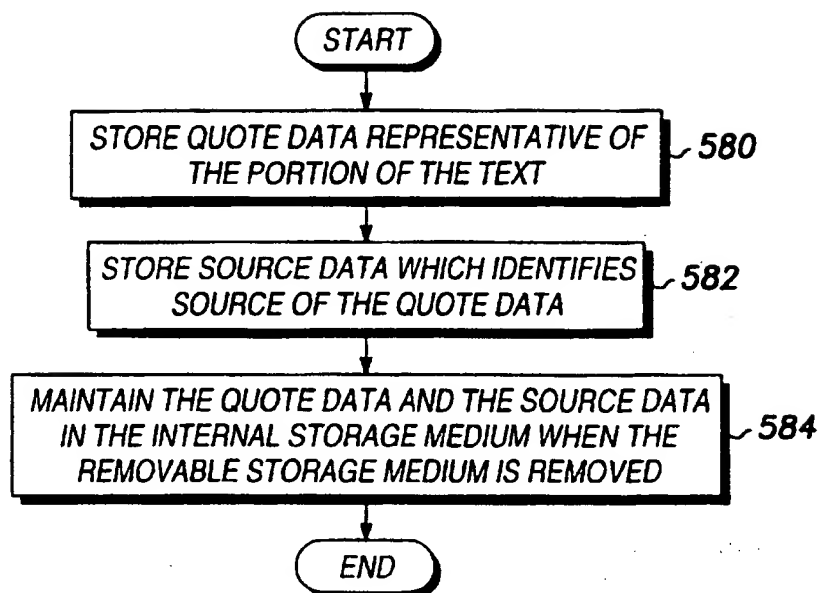 START
STORE QUOTE DATA REPRESENTATIVE OF
THE PORTION OF THE TEXT
580
STORE SOURCE DATA WHICH IDENTIFIES
SOURCE OF THE QUOTE DATA
582
MAINTAIN THE QUOTE DATA AND THE SOURCE DATA
IN THE INTERNAL STORAGE MEDIUM WHEN THE
REMOVABLE STORAGE MEDIUM IS REMOVED
584
END